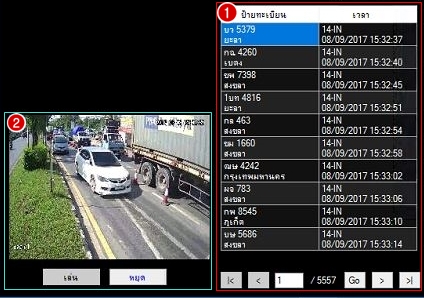 1
ป้ายทะเบียน เวลา
บว 5379 14-IN
ยะลา 08/09/2017 15:32:37
กฉ 4260 14-IN
เบตง 08/09/2017 15:32:40
ขพ 7398 14-IN
สงขลา 08/09/2017 15:32:45
1บท 4816 14-IN
ยะลา 08/09/2017 15:32:51
กล 463 14-IN
สงขลา 08/09/2017 15:32:54
ขม 1660 14-IN
สงขลา 08/09/2017 15:32:58
ฌษ 4242 14-IN
กรุงเทพมหานคร 08/09/2017 15:33:02
ผจ 783 14-IN
สงขลา 08/09/2017 15:33:06
กพ 8545 14-IN
ภูเก็ต 08/09/2017 15:33:10
บษ 5686 14-IN
สงขลา 08/09/2017 15:33:14
|< < 1 / 5557 Go > >|
2
เล่น หยุด